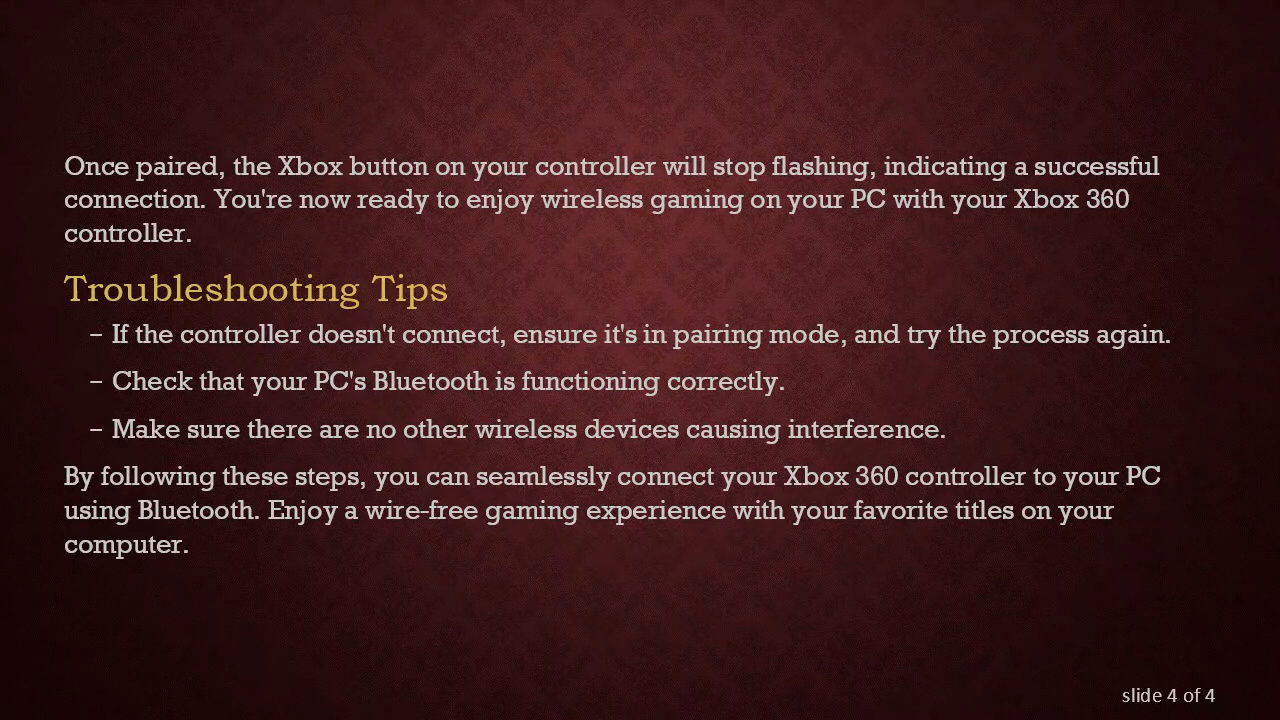 Once paired, the Xbox button on your controller will stop flashing, indicating a successful
connection. You're now ready to enjoy wireless gaming on your PC with your Xbox 360
controller.
Troubleshooting Tips
– If the controller doesn't connect, ensure it's in pairing mode, and try the process again.
– Check that your PC's Bluetooth is functioning correctly.
– Make sure there are no other wireless devices causing interference.
By following these steps, you can seamlessly connect your Xbox 360 controller to your PC
using Bluetooth. Enjoy a wire-free gaming experience with your favorite titles on your
computer.
slide 4 of 4